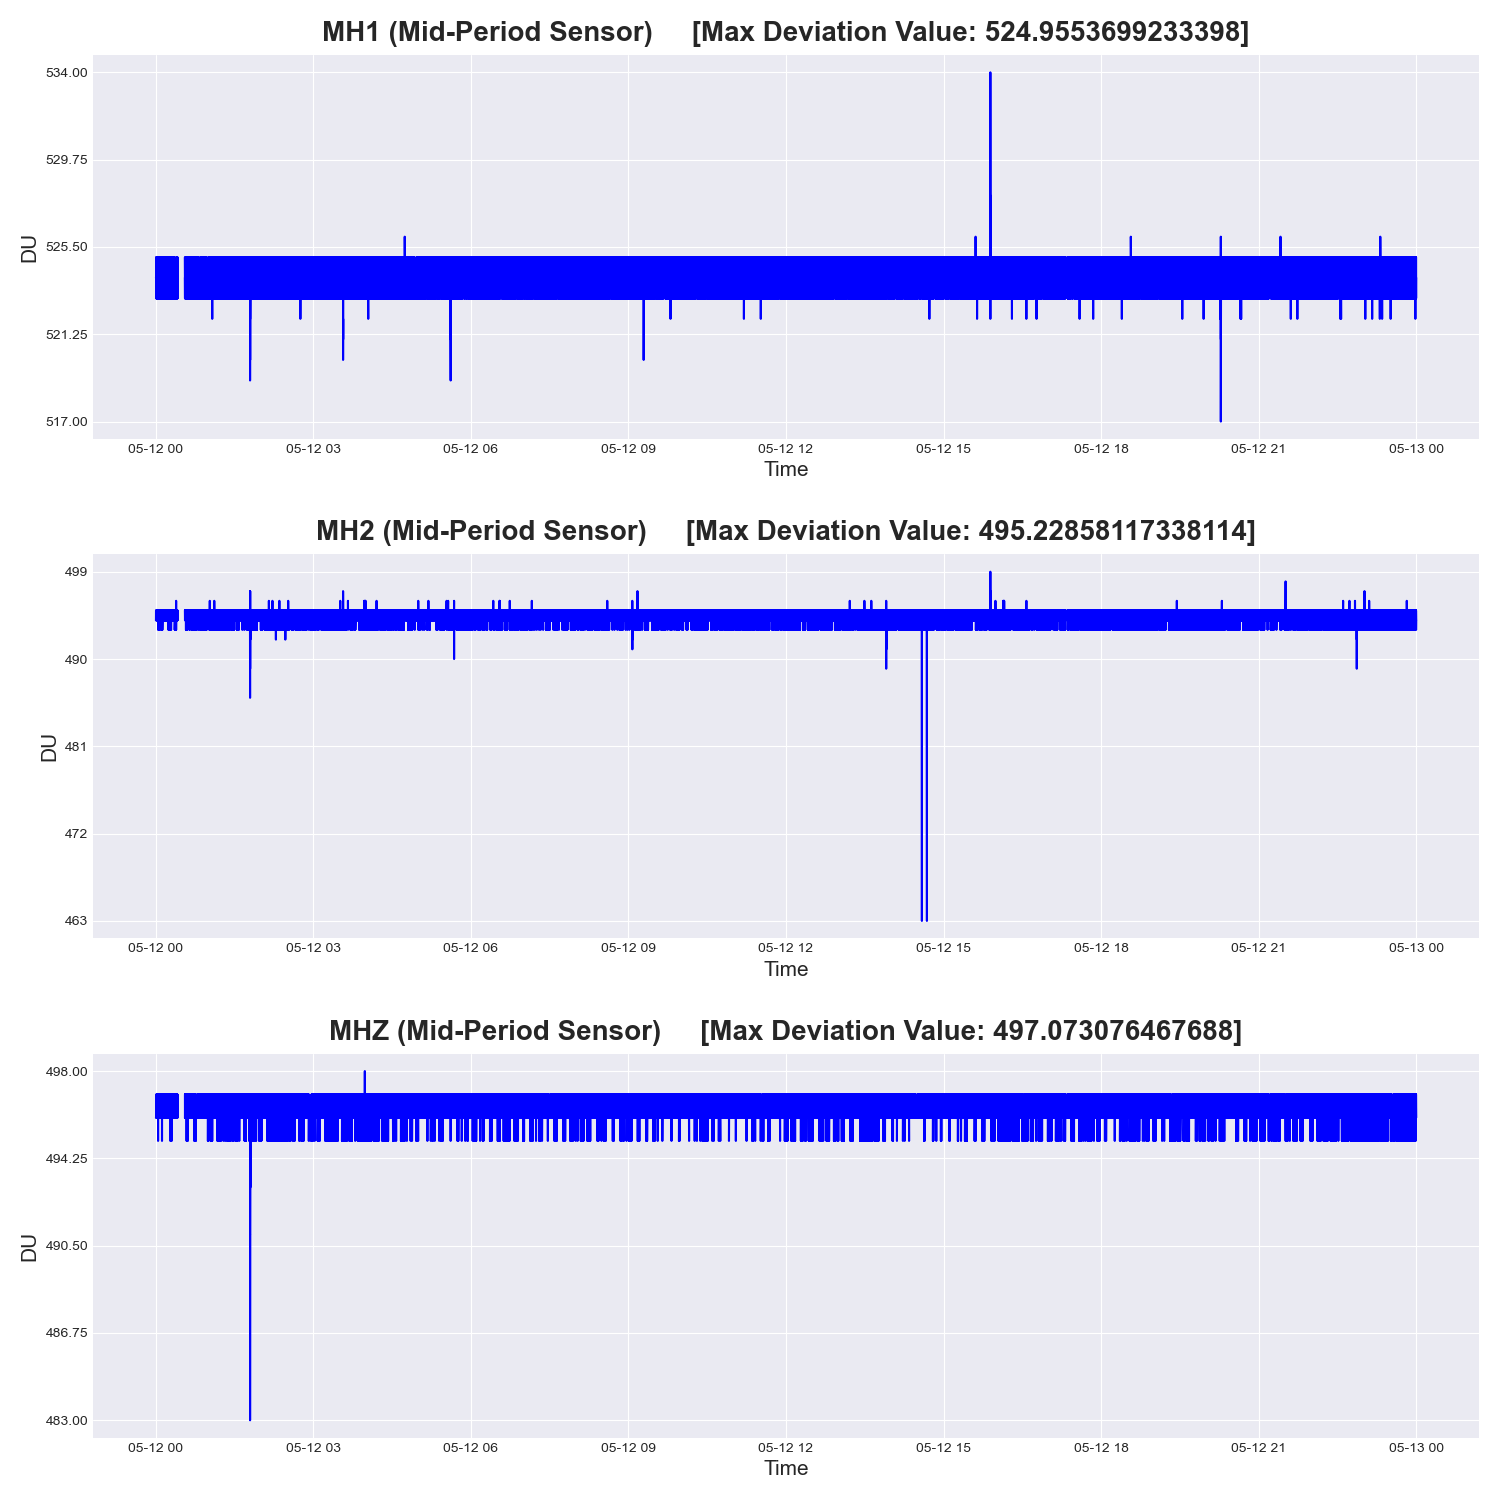 MH1 (Mid-Period Sensor) [Max Deviation Value: 524.9553699233398]
534.00
529.75
525.50
521.25
517.00
DU
05-12 00 05-12 03 05-12 06 05-12 09 05-12 12 05-12 15 05-12 18 05-12 21 05-13 00
Time
MH2 (Mid-Period Sensor) [Max Deviation Value: 495.22858117338114]
499
490
481
472
463
DU
05-12 00 05-12 03 05-12 06 05-12 09 05-12 12 05-12 15 05-12 18 05-12 21 05-13 00
Time
MHZ (Mid-Period Sensor) [Max Deviation Value: 497.073076467688]
498.00
494.25
490.50
486.75
483.00
DU
05-12 00 05-12 03 05-12 06 05-12 09 05-12 12 05-12 15 05-12 18 05-12 21 05-13 00
Time